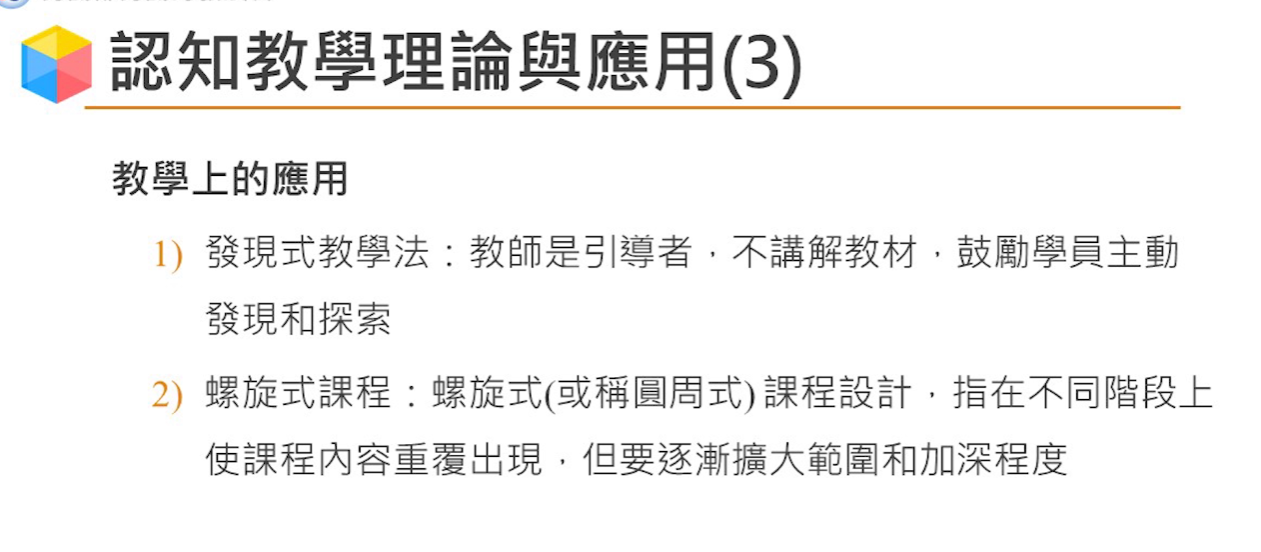 認知教學理論與應用(3)
教學上的應用
1) 發現式教學法：教師是引導者，不講解教材，鼓勵學員主動
發現和探索
2) 螺旋式課程：螺旋式(或稱圓周式)課程設計，指在不同階段上
使課程內容重覆出現，但要逐漸擴大範圍和加深程度